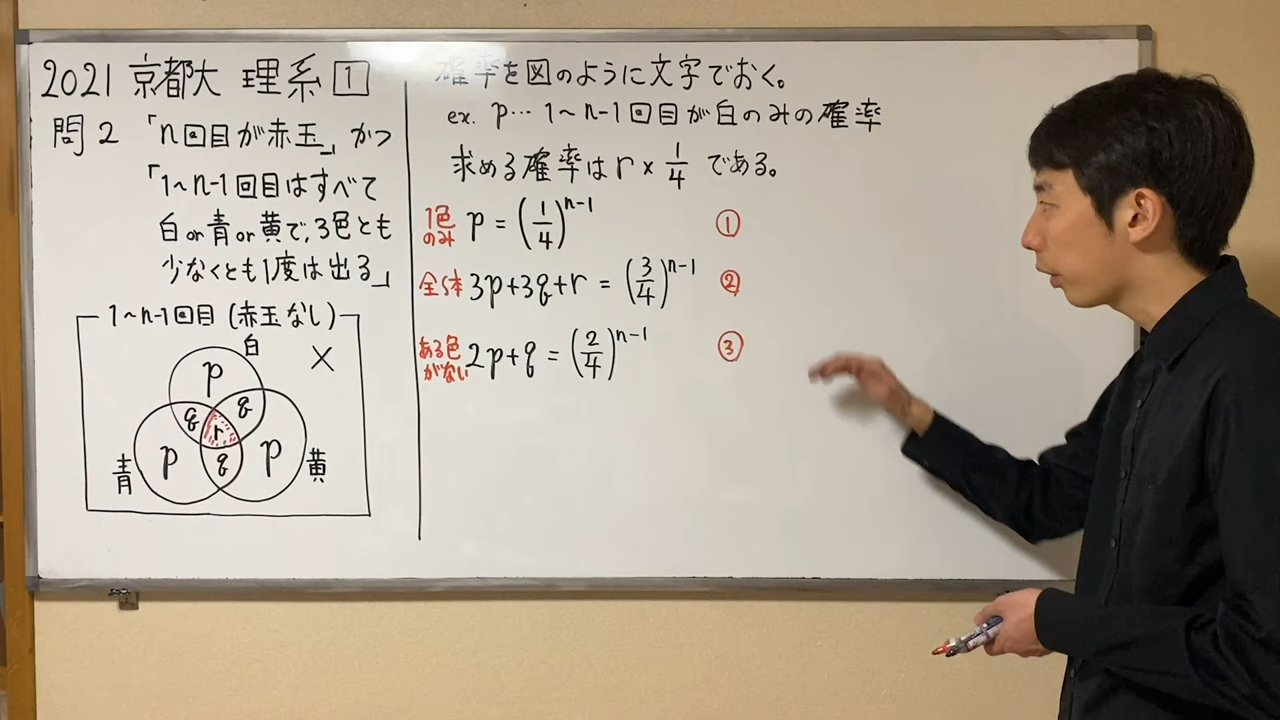 2021 京都大 理系 1
問2 「n回目が赤玉」かつ
「1~n-1回目はすべて
白or青or黄で、3色とも
少なくとも1度は出る」
1~n-1回目(赤玉なし)
白
×
p
q q
r
p q p
青 黄
確率を図のように文字でおく。
ex. p… 1~n-1回目が白のみの確率
求める確率はr×1/4 である。
1色のみ p = (1/4)^{n-1} ①
全体 3p+3q+r = (3/4)^{n-1} ②
ある色がない 2p+q = (2/4)^{n-1} ③